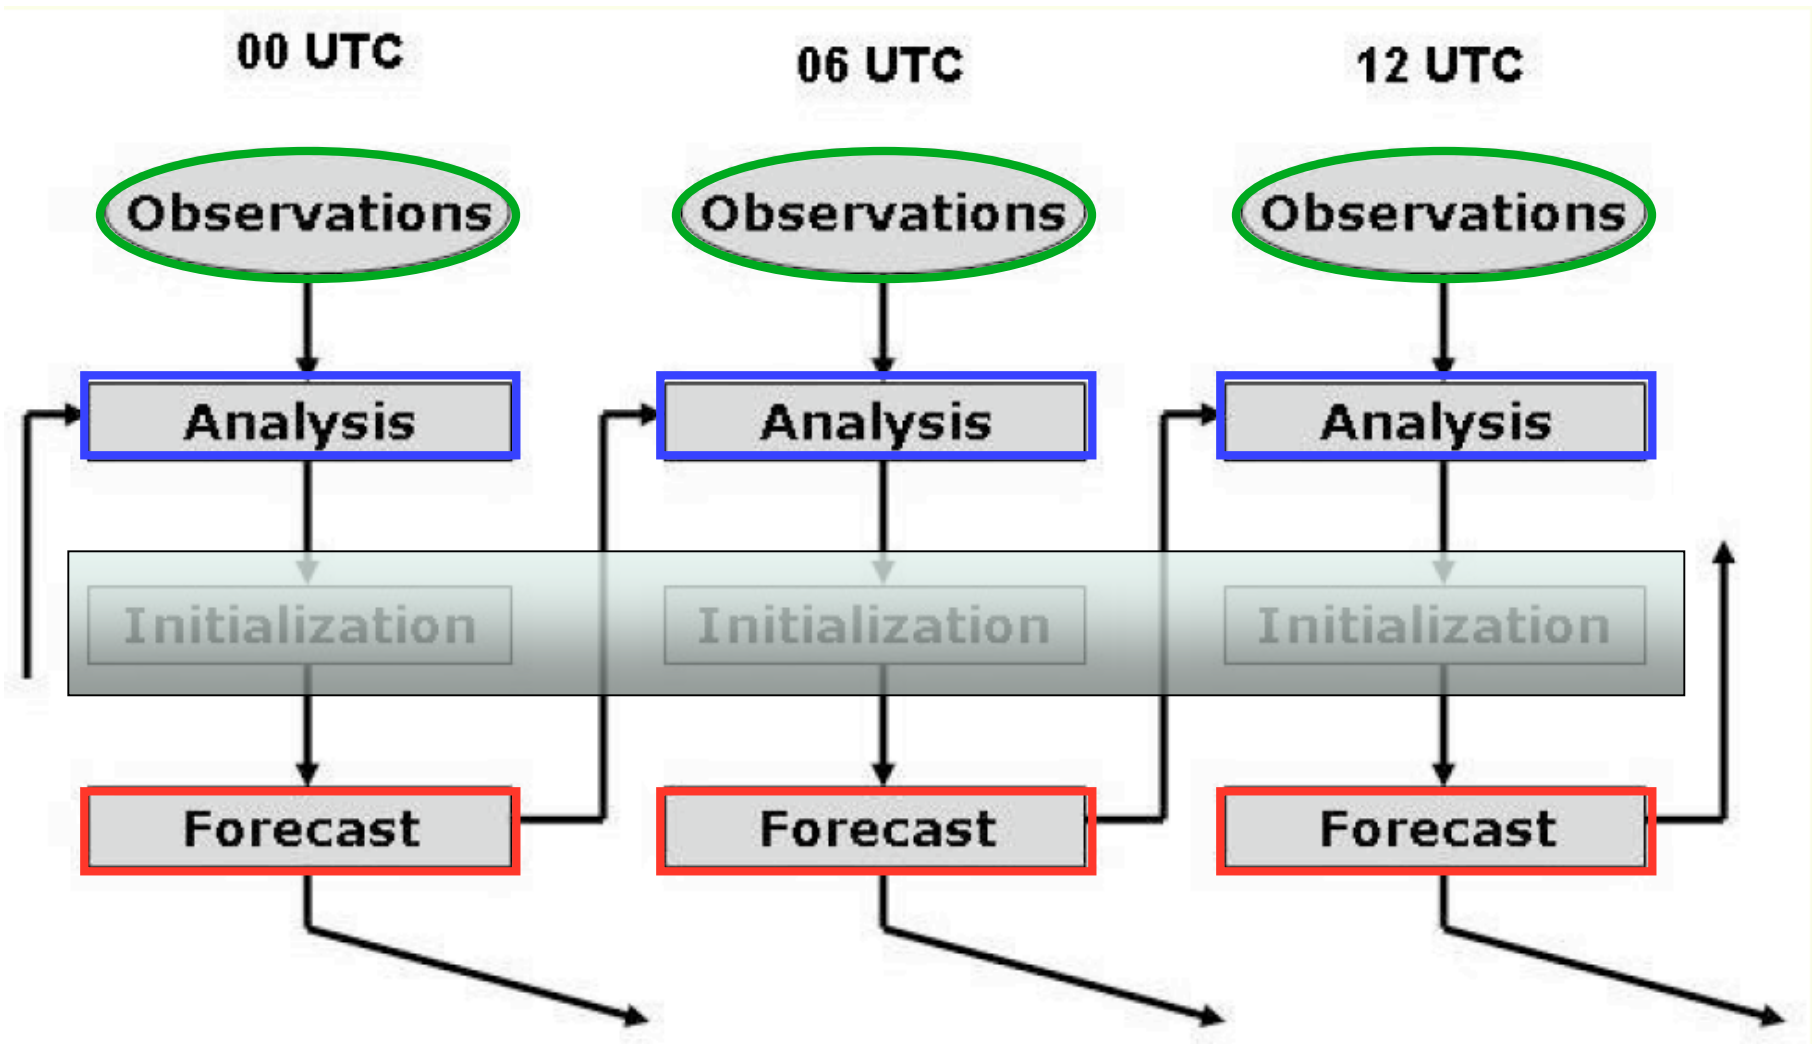 00 UTC
06 UTC
12 UTC
Observations
Observations
Observations
Analysis
Analysis
Analysis
Initialization
Initialization
Initialization
Forecast
Forecast
Forecast